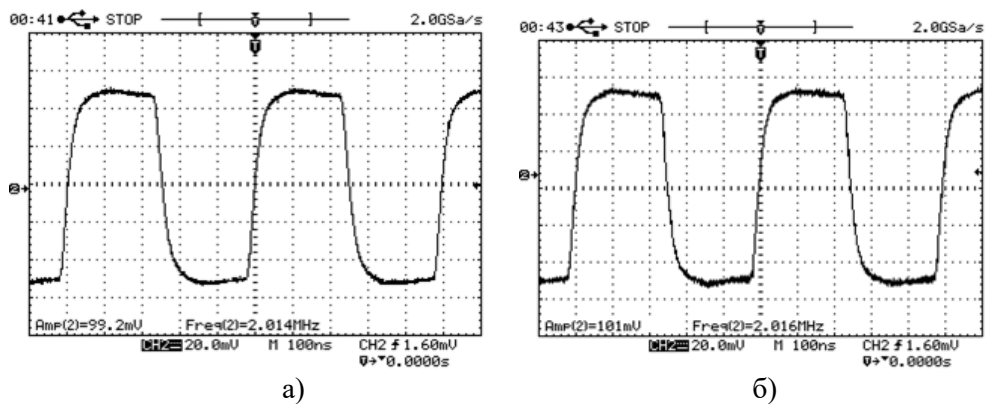 00:41 STOP 2.0GSa/s
Amp(2)=99.2mV Freq(2)=2.014MHz
CH2 20.0mV M 100ns CH2 1.60mV
0.0000s
а)
00:43 STOP 2.0GSa/s
Amp(2)=101mV Freq(2)=2.016MHz
CH2 20.0mV M 100ns CH2 1.60mV
0.0000s
б)